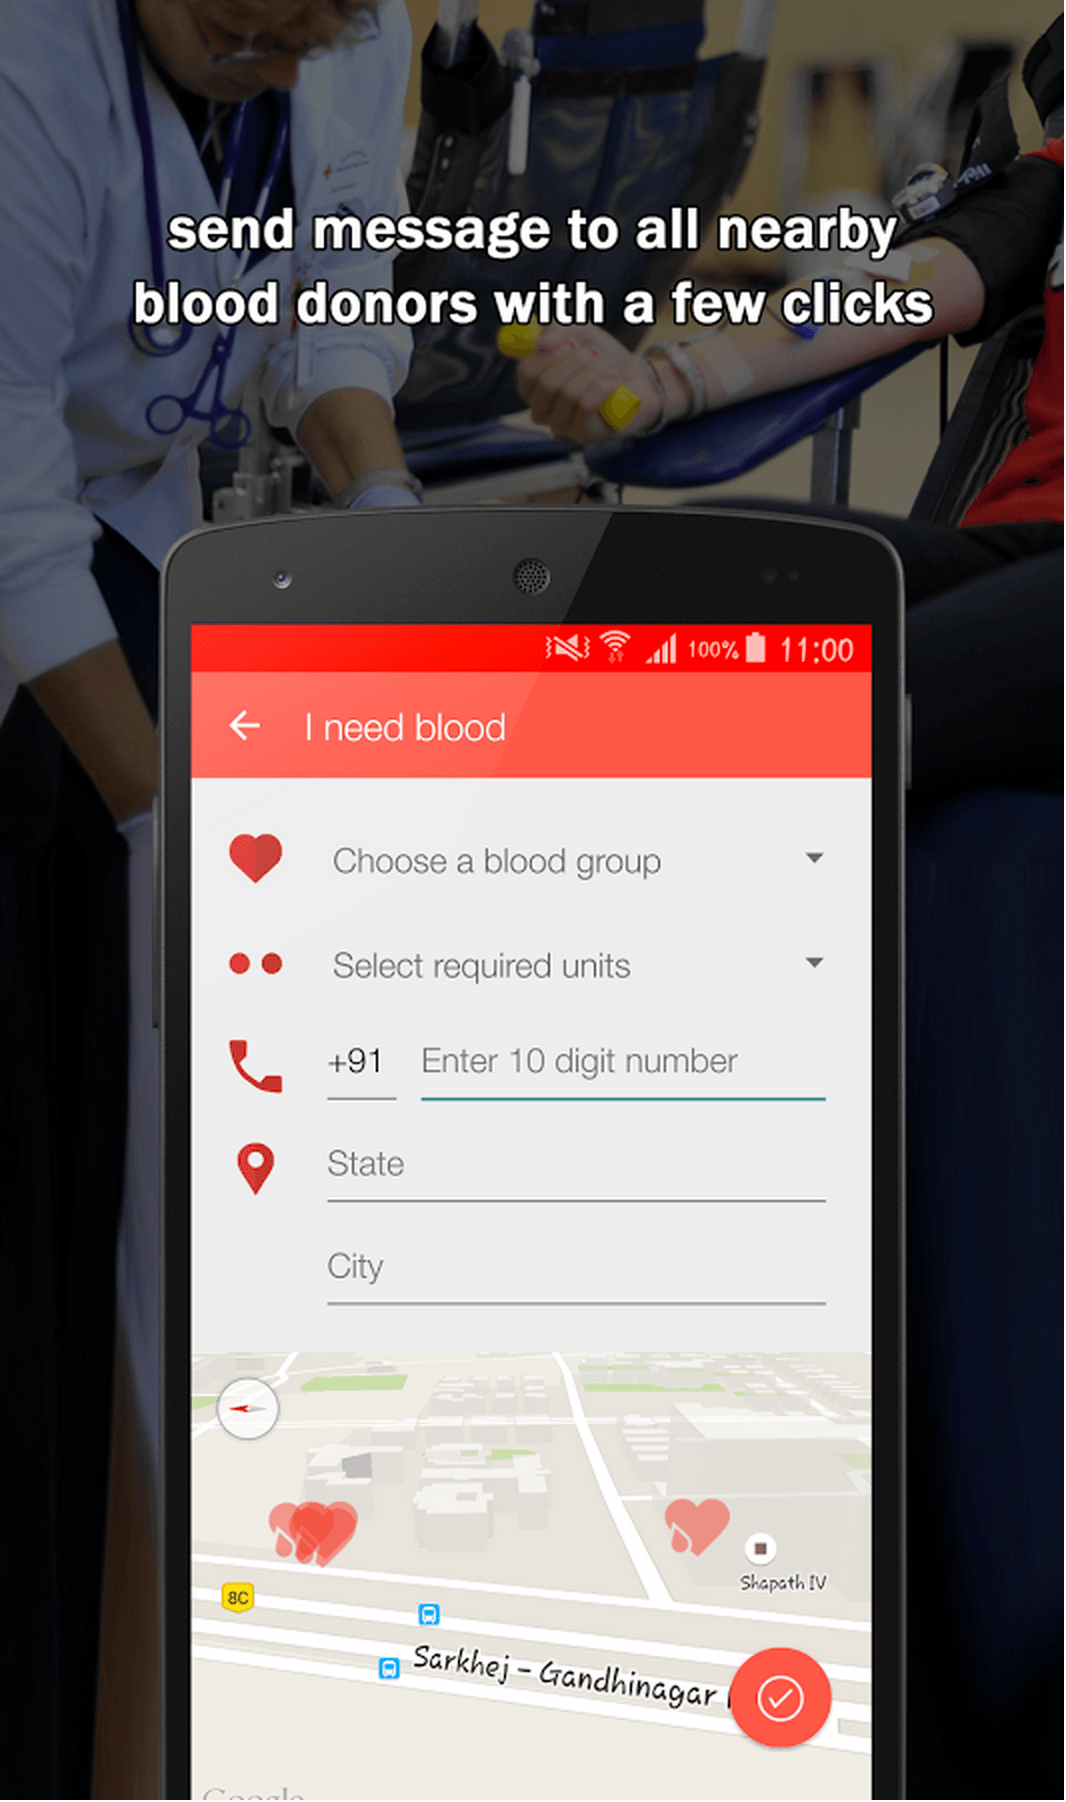 send message to all nearby
blood donors with a few clicks
100% 11:00
I need blood
Choose a blood group
Select required units
+91 Enter 10 digit number
State
City
Shapath IV
8C
Sarkhej - Gandhinagar
Google